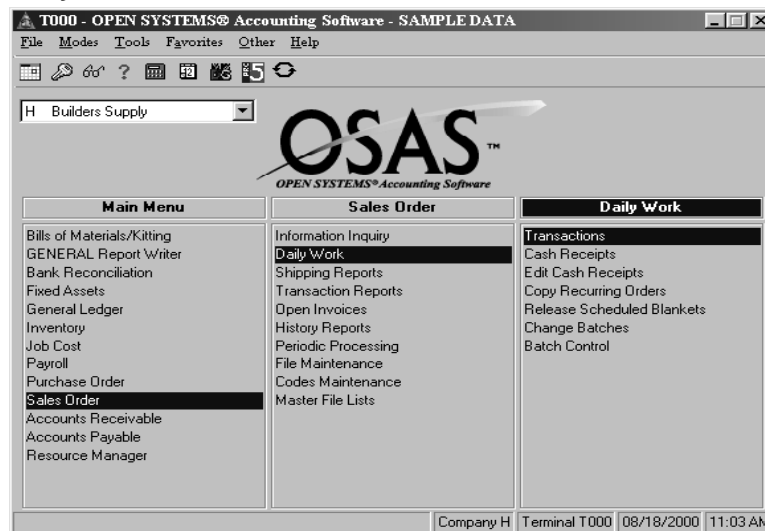 T000 - OPEN SYSTEMS® Accounting Software - SAMPLE DATA
File Modes Tools Favorites Other Help
H Builders Supply
OSAS™
OPEN SYSTEMS® Accounting Software
Main Menu
Bills of Materials/Kitting
GENERAL Report Writer
Bank Reconciliation
Fixed Assets
General Ledger
Inventory
Job Cost
Payroll
Purchase Order
Sales Order
Accounts Receivable
Accounts Payable
Resource Manager
Sales Order
Information Inquiry
Daily Work
Shipping Reports
Transaction Reports
Open Invoices
History Reports
Periodic Processing
File Maintenance
Codes Maintenance
Master File Lists
Daily Work
Transactions
Cash Receipts
Edit Cash Receipts
Copy Recurring Orders
Release Scheduled Blankets
Change Batches
Batch Control
Company H Terminal T000 08/18/2000 11:03 AM